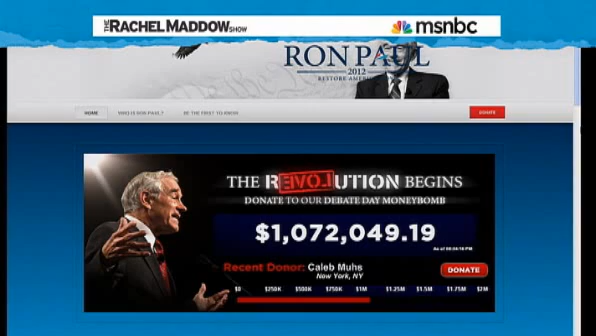 THE RACHEL MADDOW SHOW
msnbc
RON PAUL
2012
RESTORE AMERICA
HOME WHO IS RON PAUL? BE THE FIRST TO KNOW DONATE
THE REVOLUTION BEGINS
DONATE TO OUR DEBATE DAY MONEYBOMB
$1,072,049.19
Recent Donor: Caleb Muhs
New York, NY
DONATE
$0 $250K $500K $750K $1M $1.25M $1.5M $1.75M $2M